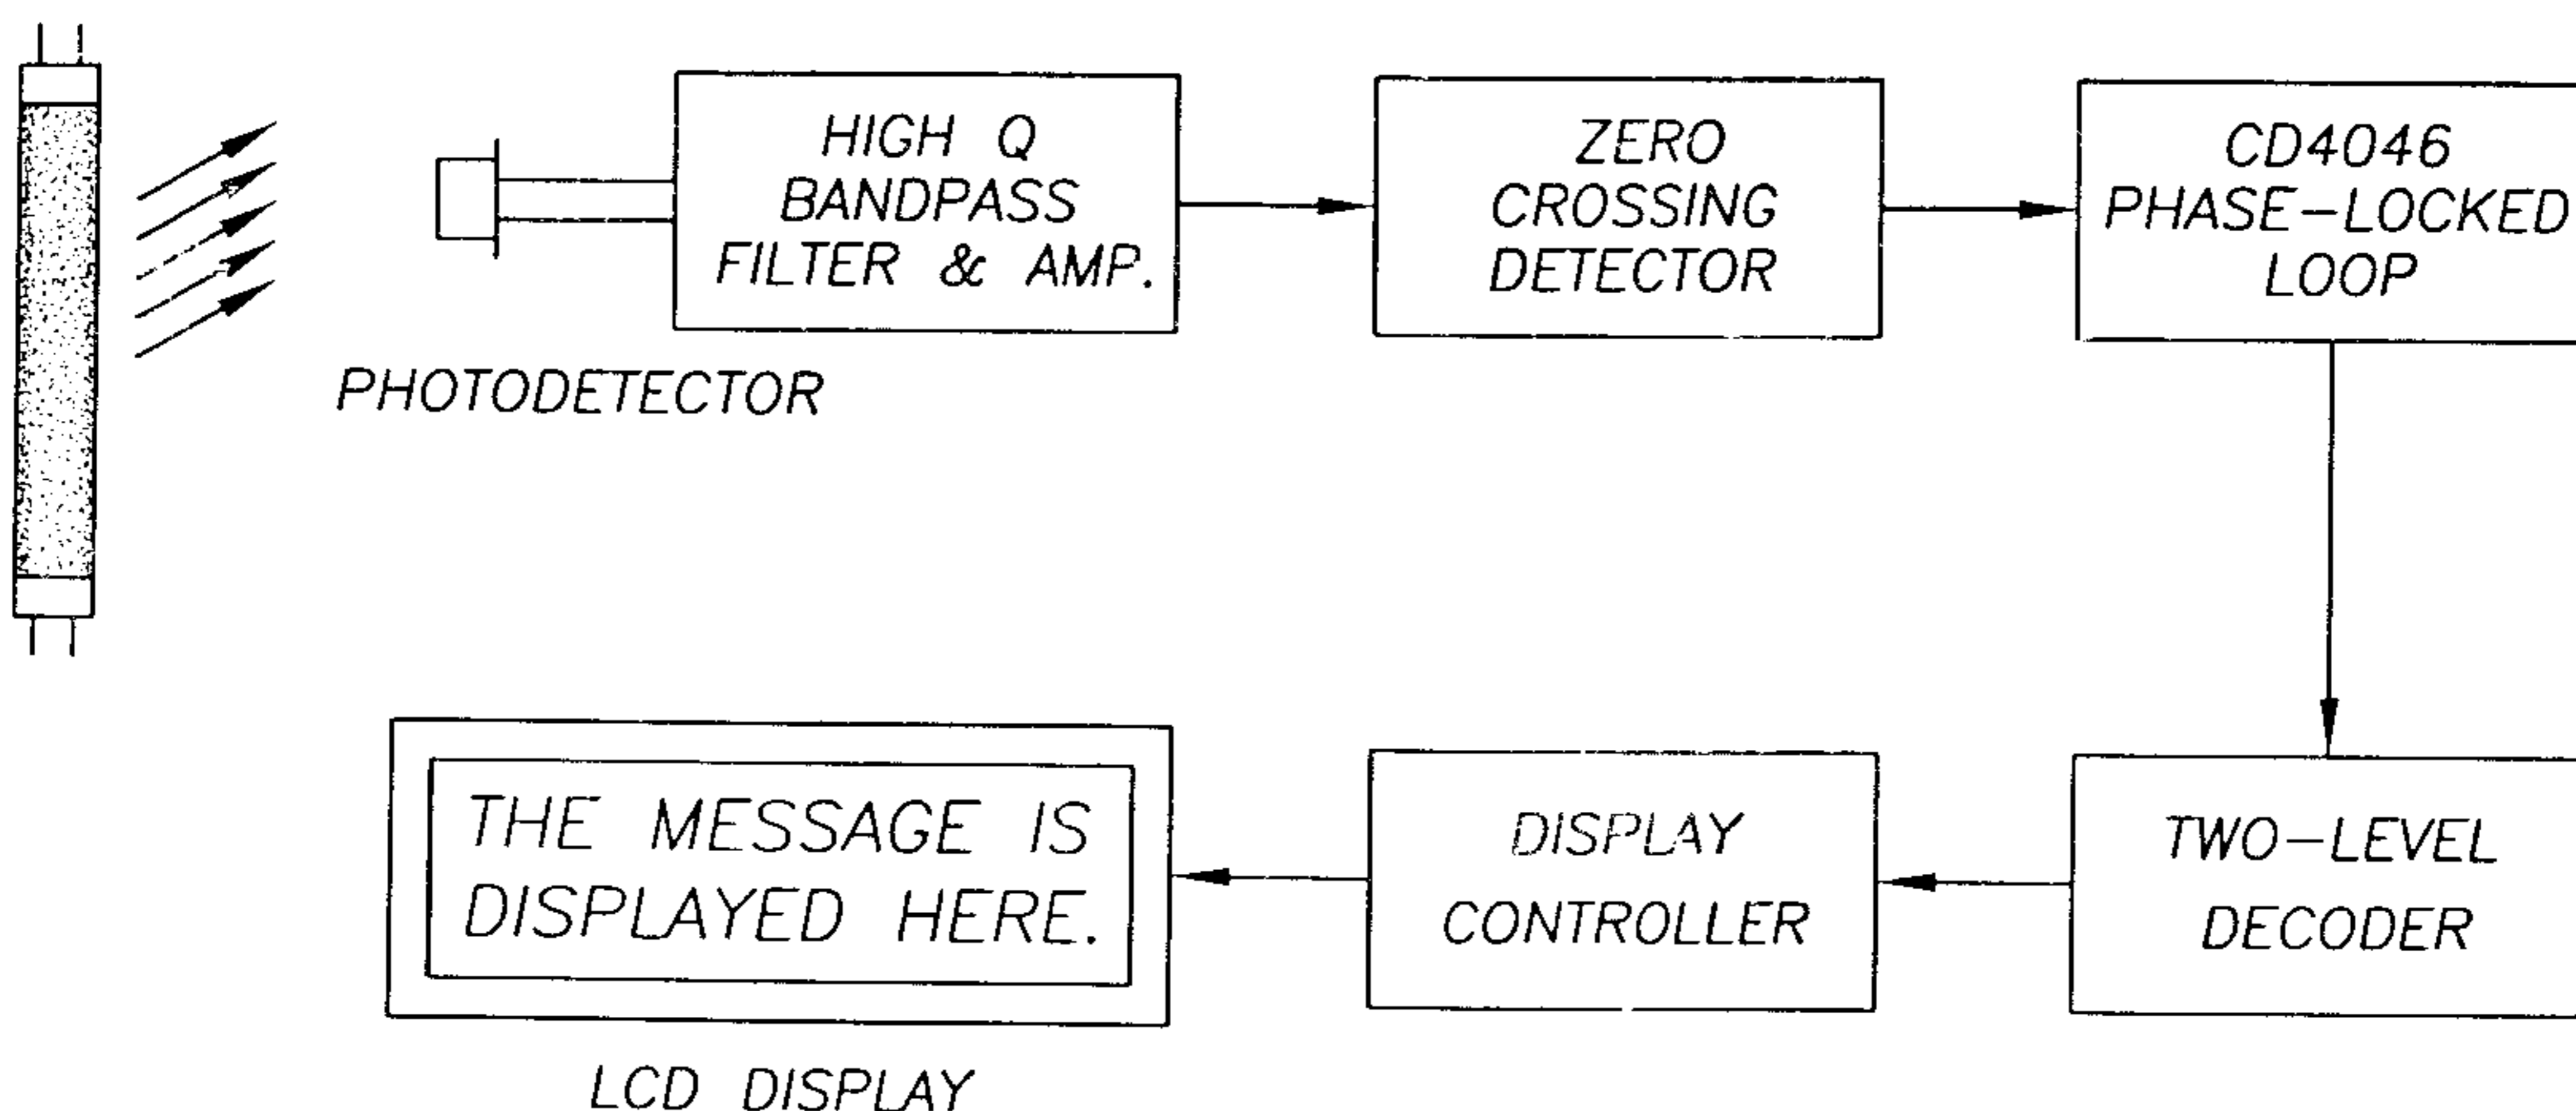 HIGH Q
BANDPASS
FILTER & AMP.
ZERO
CROSSING
DETECTOR
CD4046
PHASE-LOCKED
LOOP
PHOTODETECTOR
THE MESSAGE IS
DISPLAYED HERE.
DISPLAY
CONTROLLER
TWO-LEVEL
DECODER
LCD DISPLAY